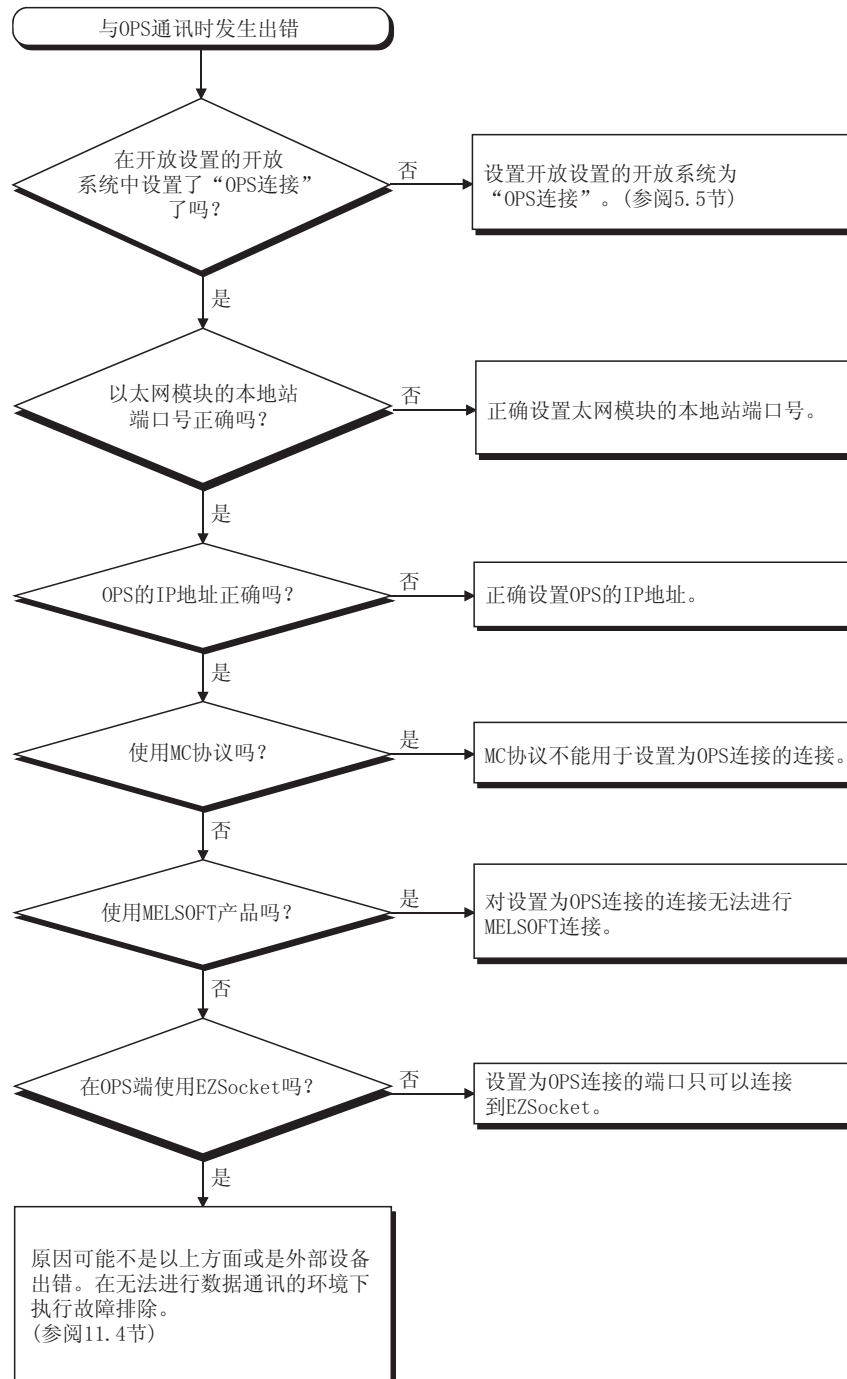 与OPS通讯时发生出错
在开放设置的开放
系统中设置了“OPS连接”
了吗？
否
设置开放设置的开放系统为
“OPS连接”。(参阅5.5节)
是
以太网模块的本地站
端口号正确吗？
否
正确设置太网模块的本地站端口号。
是
OPS的IP地址正确吗？
否
正确设置OPS的IP地址。
是
使用MC协议吗？
是
MC协议不能用于设置为OPS连接的连接。
否
使用MELSOFT产品吗？
是
对设置为OPS连接的连接无法进行
MELSOFT连接。
否
在OPS端使用EZSocket吗？
否
设置为OPS连接的端口只可以连接
到EZSocket。
是
原因可能不是以上方面或是外部设备
出错。在无法进行数据通讯的环境下
执行故障排除。
(参阅11.4节)